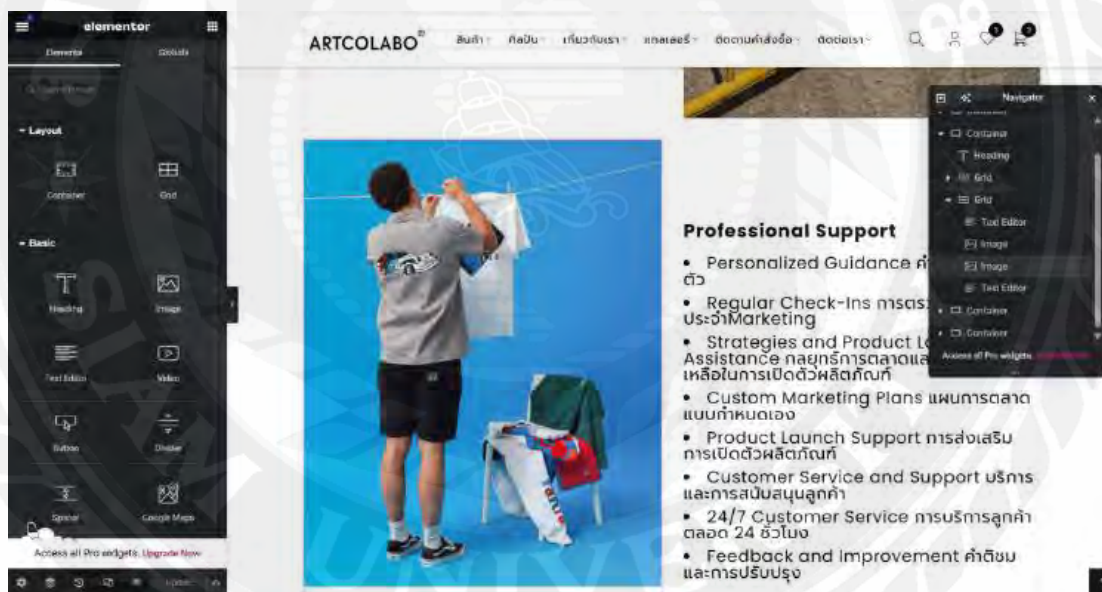 elementor
Elements
Globals
Layout
Container
Grid
Basic
Heading
Image
Text Editor
Video
Button
Divider
Spacer
Google Maps
Access all Pro widgets. Upgrade Now
ARTCOLABO®
สินค้า
ศิลปิน
เกี่ยวกับเรา
แกลเลอรี่
ติดตามคำสั่งซื้อ
ติดต่อเรา
Professional Support
• Personalized Guidance
ตัว
• Regular Check-Ins
ประจำMarketing
• Strategies and Product
Assistance กลยุทธ์การตลาดและ
เหลือในการเปิดตัวผลิตภัณฑ์
• Custom Marketing Plans แผนการตลาด
แบบกำหนดเอง
• Product Launch Support การส่งเสริม
การเปิดตัวผลิตภัณฑ์
• Customer Service and Support บริการ
และการสนับสนุนลูกค้า
• 24/7 Customer Service การบริการลูกค้า
ตลอด 24 ชั่วโมง
• Feedback and Improvement คำติชม
และการปรับปรุง
Navigator
Container
Heading
Grid
Grid
Text Editor
Image
Image
Text Editor
Container
Container
Access all Pro widgets.
SIAM UNIVE